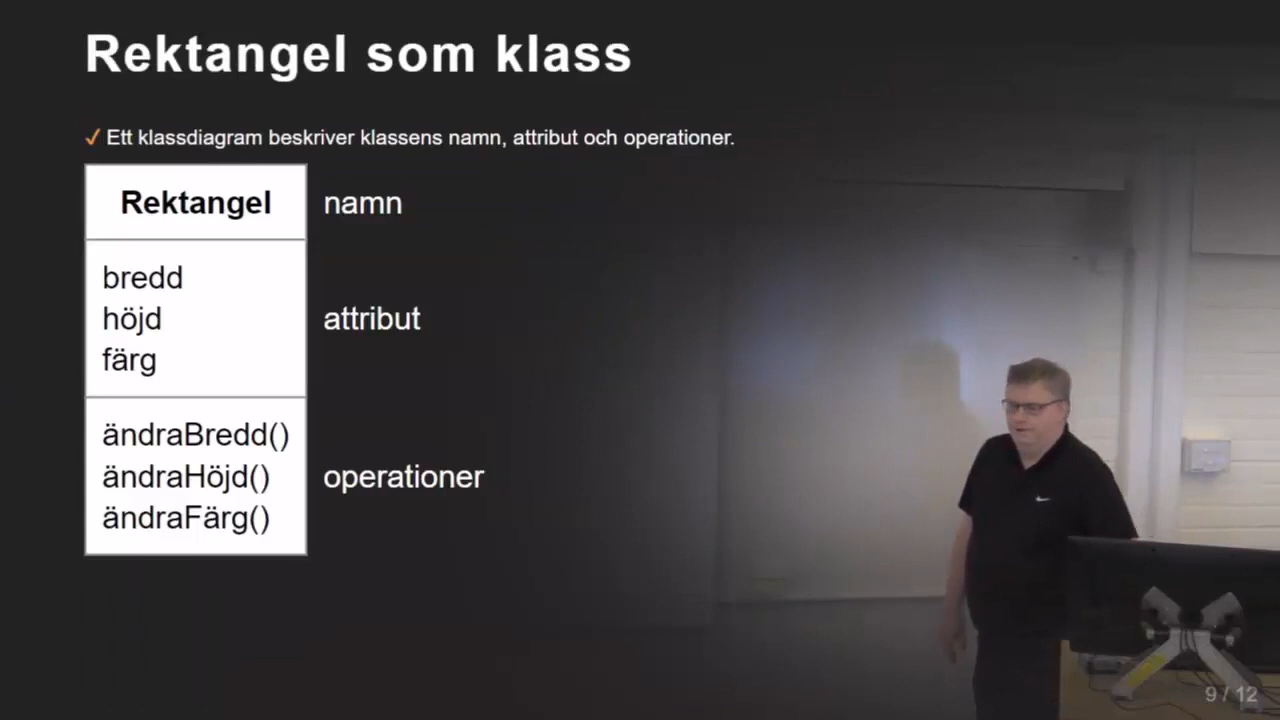 Rektangel som klass
✓ Ett klassdiagram beskriver klassens namn, attribut och operationer.
Rektangel namn
bredd
höjd attribut
färg
ändraBredd()
ändraHöjd() operationer
ändraFärg()
9 / 12